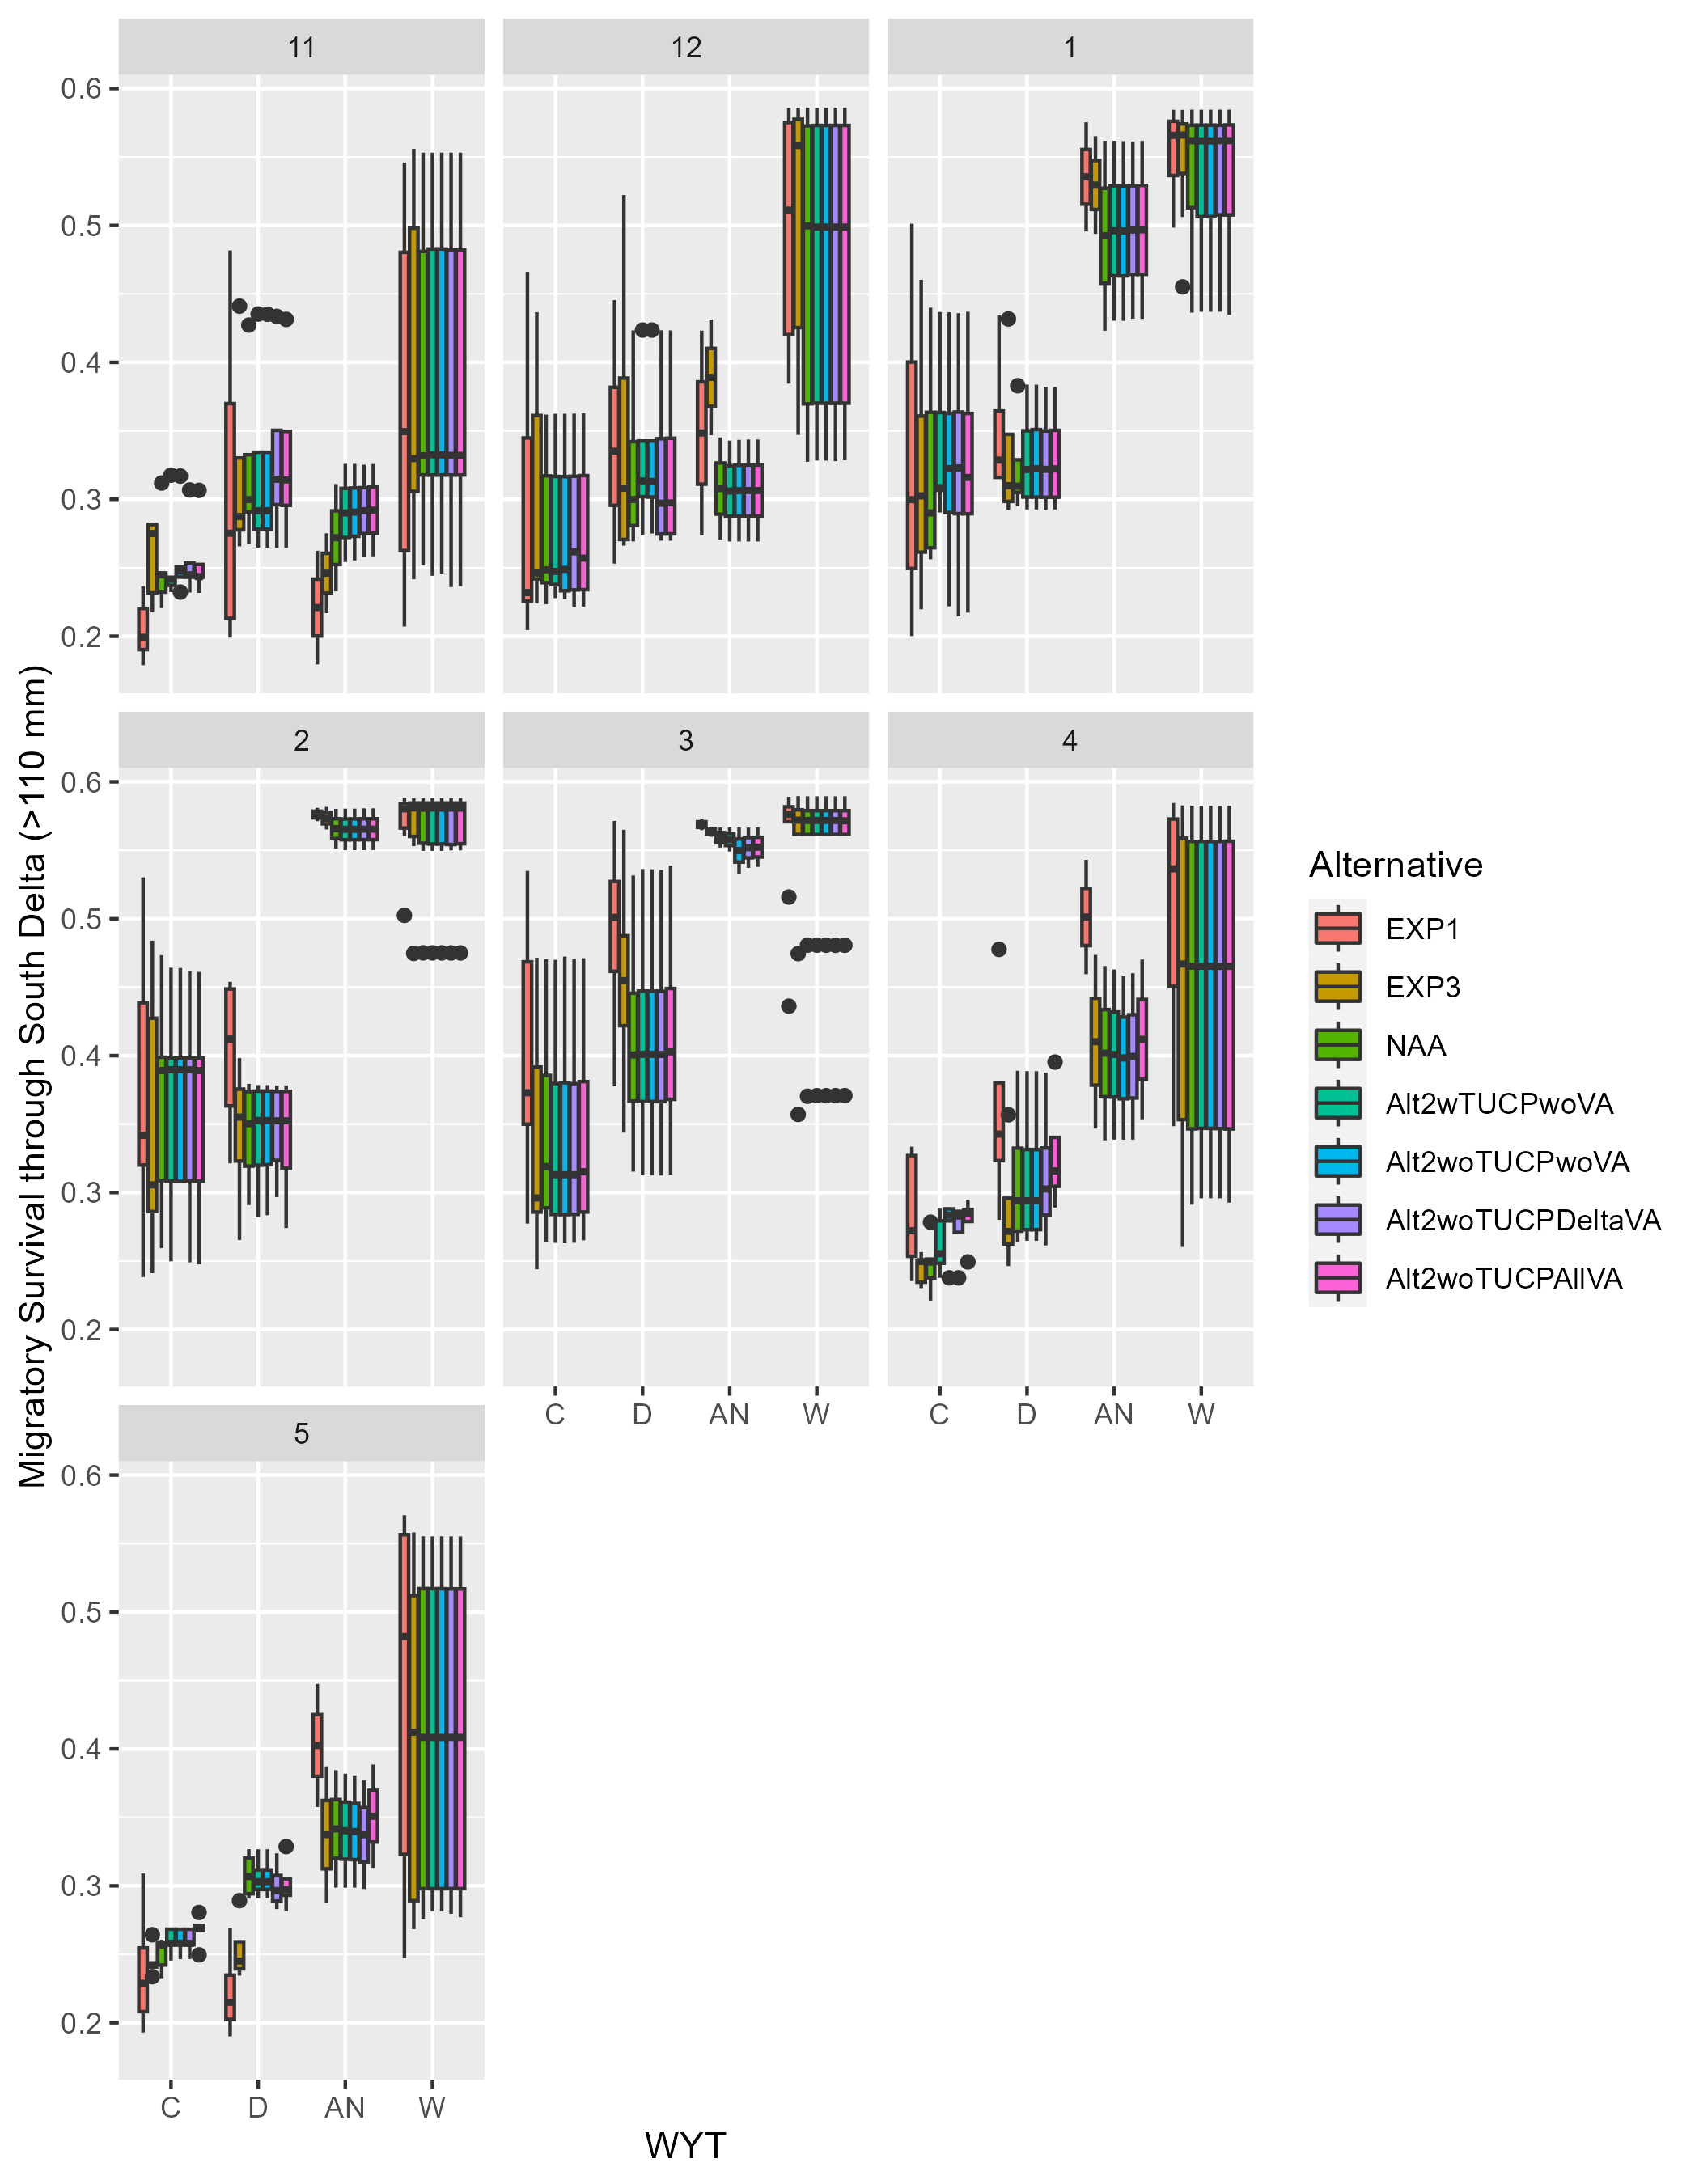 Migratory Survival through South Delta (>110 mm)
11
12
1
0.6
0.5
0.4
0.3
0.2
2
3
4
0.6
0.5
0.4
0.3
0.2
C D AN W
C D AN W
5
0.6
0.5
0.4
0.3
0.2
C D AN W
WYT
Alternative
EXP1
EXP3
NAA
Alt2wTUCPwoVA
Alt2woTUCPwoVA
Alt2woTUCPDeltaVA
Alt2woTUCPAllVA